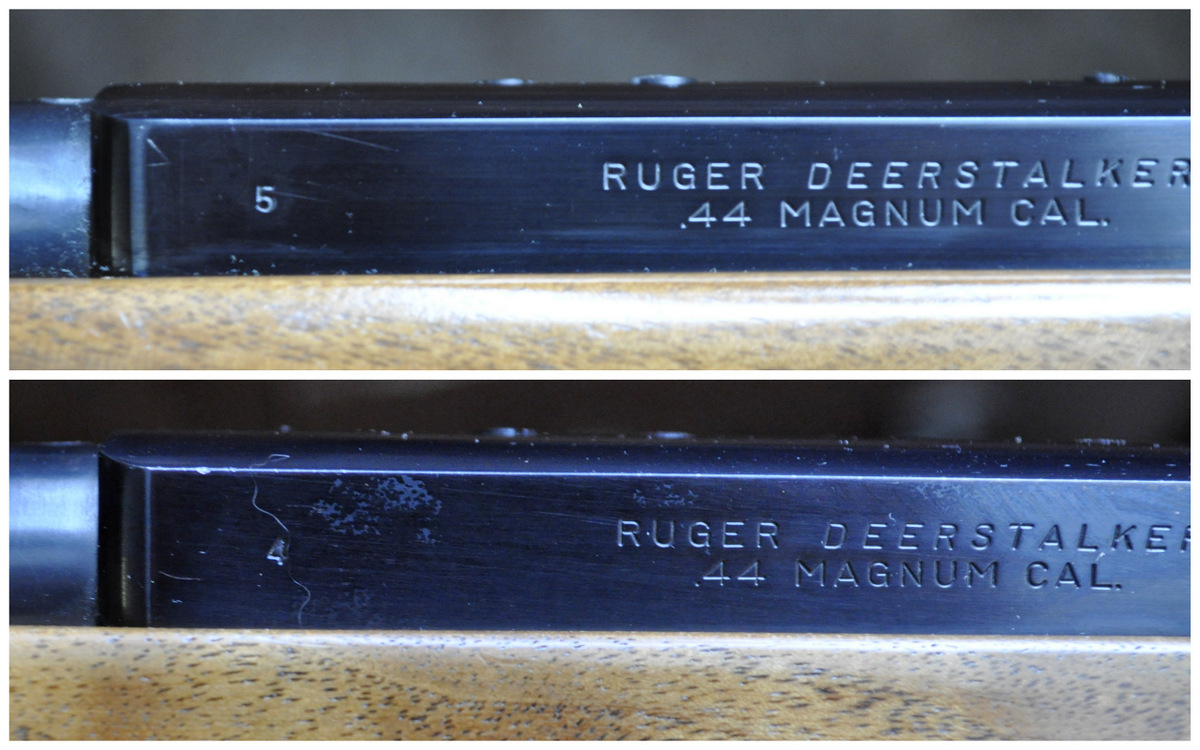 5
RUGER DEERSTALKER
.44 MAGNUM CAL.
4
RUGER DEERSTALKER
.44 MAGNUM CAL.